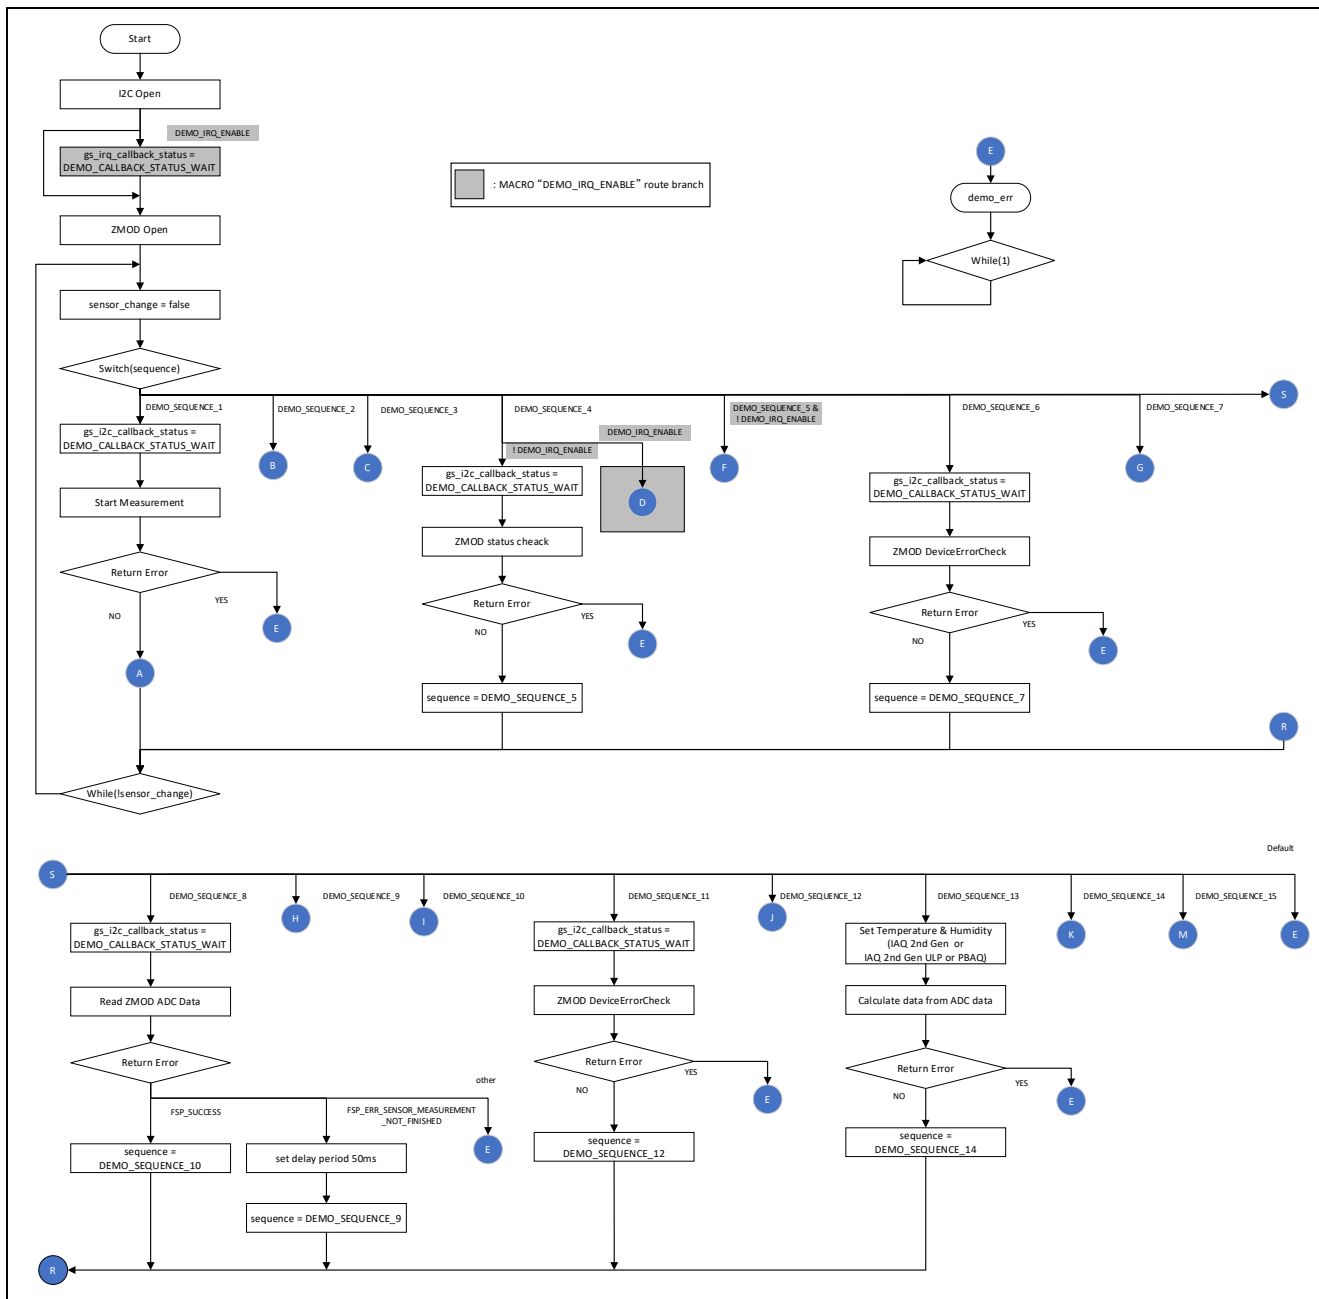 Start
I2C Open
DEMO_IRQ_ENABLE
gs_irq_callback_status =
DEMO_CALLBACK_STATUS_WAIT
: MACRO “DEMO_IRQ_ENABLE” route branch
E
demo_err
While(1)
ZMOD Open
sensor_change = false
Switch(sequence)
S
DEMO_SEQUENCE_1
DEMO_SEQUENCE_2
DEMO_SEQUENCE_3
DEMO_SEQUENCE_4
DEMO_SEQUENCE_5 &
! DEMO_IRQ_ENABLE
DEMO_SEQUENCE_6
DEMO_SEQUENCE_7
gs_i2c_callback_status =
DEMO_CALLBACK_STATUS_WAIT
B
C
! DEMO_IRQ_ENABLE
DEMO_IRQ_ENABLE
F
G
gs_i2c_callback_status =
DEMO_CALLBACK_STATUS_WAIT
D
gs_i2c_callback_status =
DEMO_CALLBACK_STATUS_WAIT
Start Measurement
ZMOD status cheack
ZMOD DeviceErrorCheck
Return Error
YES
NO
E
Return Error
YES
NO
E
Return Error
YES
NO
E
A
sequence = DEMO_SEQUENCE_5
sequence = DEMO_SEQUENCE_7
R
While(!sensor_change)
Default
S
DEMO_SEQUENCE_8
DEMO_SEQUENCE_9
DEMO_SEQUENCE_10
DEMO_SEQUENCE_11
DEMO_SEQUENCE_12
DEMO_SEQUENCE_13
DEMO_SEQUENCE_14
DEMO_SEQUENCE_15
H
I
J
K
M
E
gs_i2c_callback_status =
DEMO_CALLBACK_STATUS_WAIT
gs_i2c_callback_status =
DEMO_CALLBACK_STATUS_WAIT
Set Temperature & Humidity
(IAQ 2nd Gen or
IAQ 2nd Gen ULP or PBAQ)
Read ZMOD ADC Data
ZMOD DeviceErrorCheck
Calculate data from ADC data
Return Error
Return Error
YES
NO
E
Return Error
YES
NO
E
other
FSP_SUCCESS
FSP_ERR_SENSOR_MEASUREMENT
_NOT_FINISHED
E
sequence =
DEMO_SEQUENCE_10
set delay period 50ms
sequence =
DEMO_SEQUENCE_12
sequence =
DEMO_SEQUENCE_14
sequence = DEMO_SEQUENCE_9
R